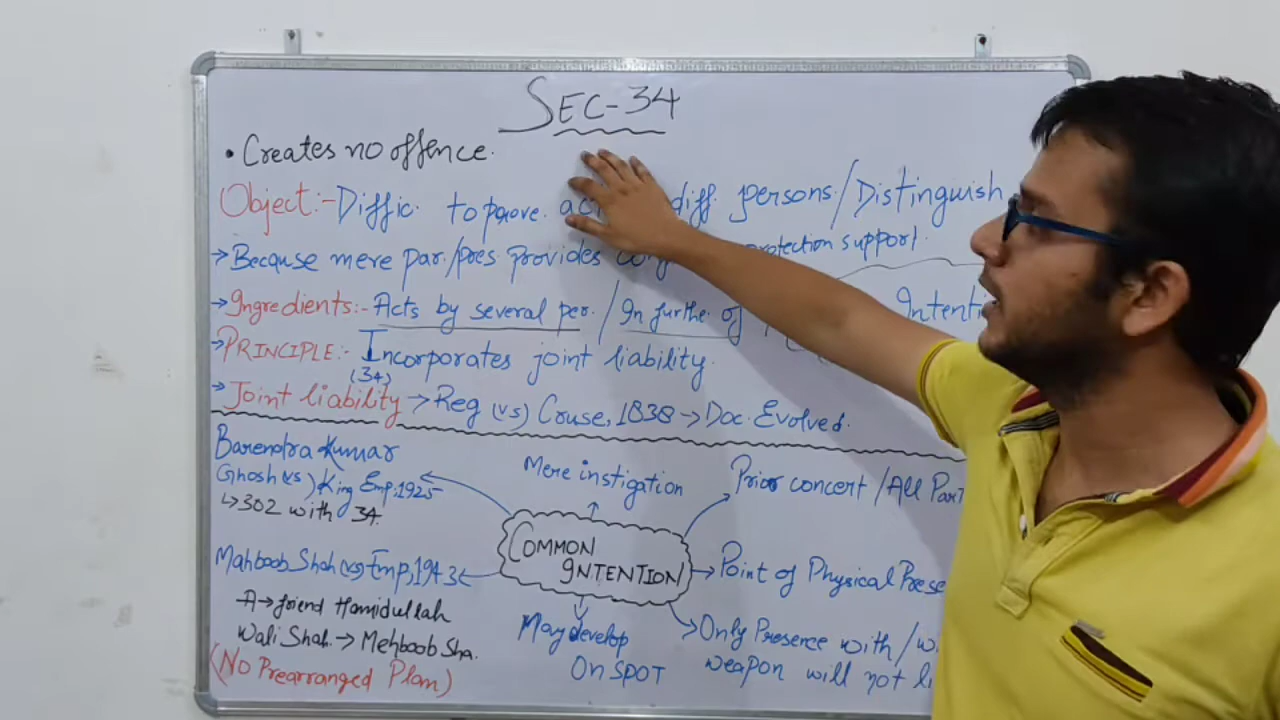 SEC-34
• Creates no offence.
Object:- Diffic. to prove diff. persons/Distinguish
→Because mere par./pres. provides protection support.
→Ingredients:- Acts by several per./In furthe. of Intenti
→PRINCIPLE:- Incorporates joint liability.
(34)
→Joint liability→Reg (vs) Cruse, 1838→Doc. Evolved.
Barendra Kumar
Ghosh (vs) King Emp, 1925
↳302 with 34.
Mere instigation
Prior concert/All Part
COMMON
INTENTION
Mahboob Shah (vs) Emp, 1943
Point of Physical Prese
A→friend Hamidullah
Wali Shah.→Mehboob Sha.
(No Prearranged Plan)
May develop
On SPOT
Only Presence with/w
weapon will not li